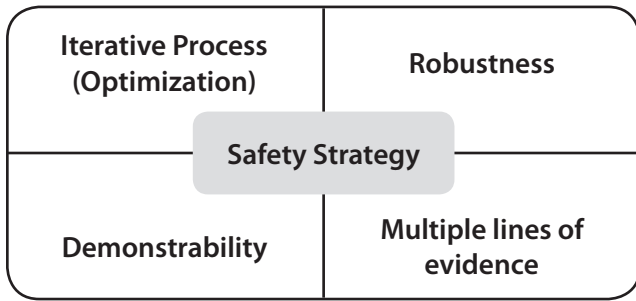 Iterative Process
(Optimization)
Robustness
Safety Strategy
Demonstrability
Multiple lines of
evidence